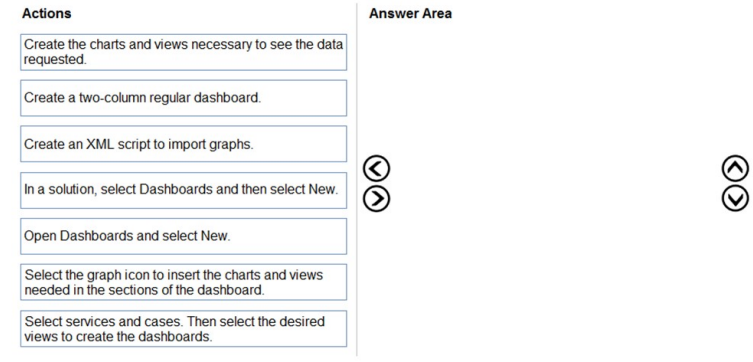 Actions
Answer Area
Create the charts and views necessary to see the data
requested.
Create a two-column regular dashboard.
Create an XML script to import graphs.
In a solution, select Dashboards and then select New.
Open Dashboards and select New.
Select the graph icon to insert the charts and views
needed in the sections of the dashboard.
Select services and cases. Then select the desired
views to create the dashboards.